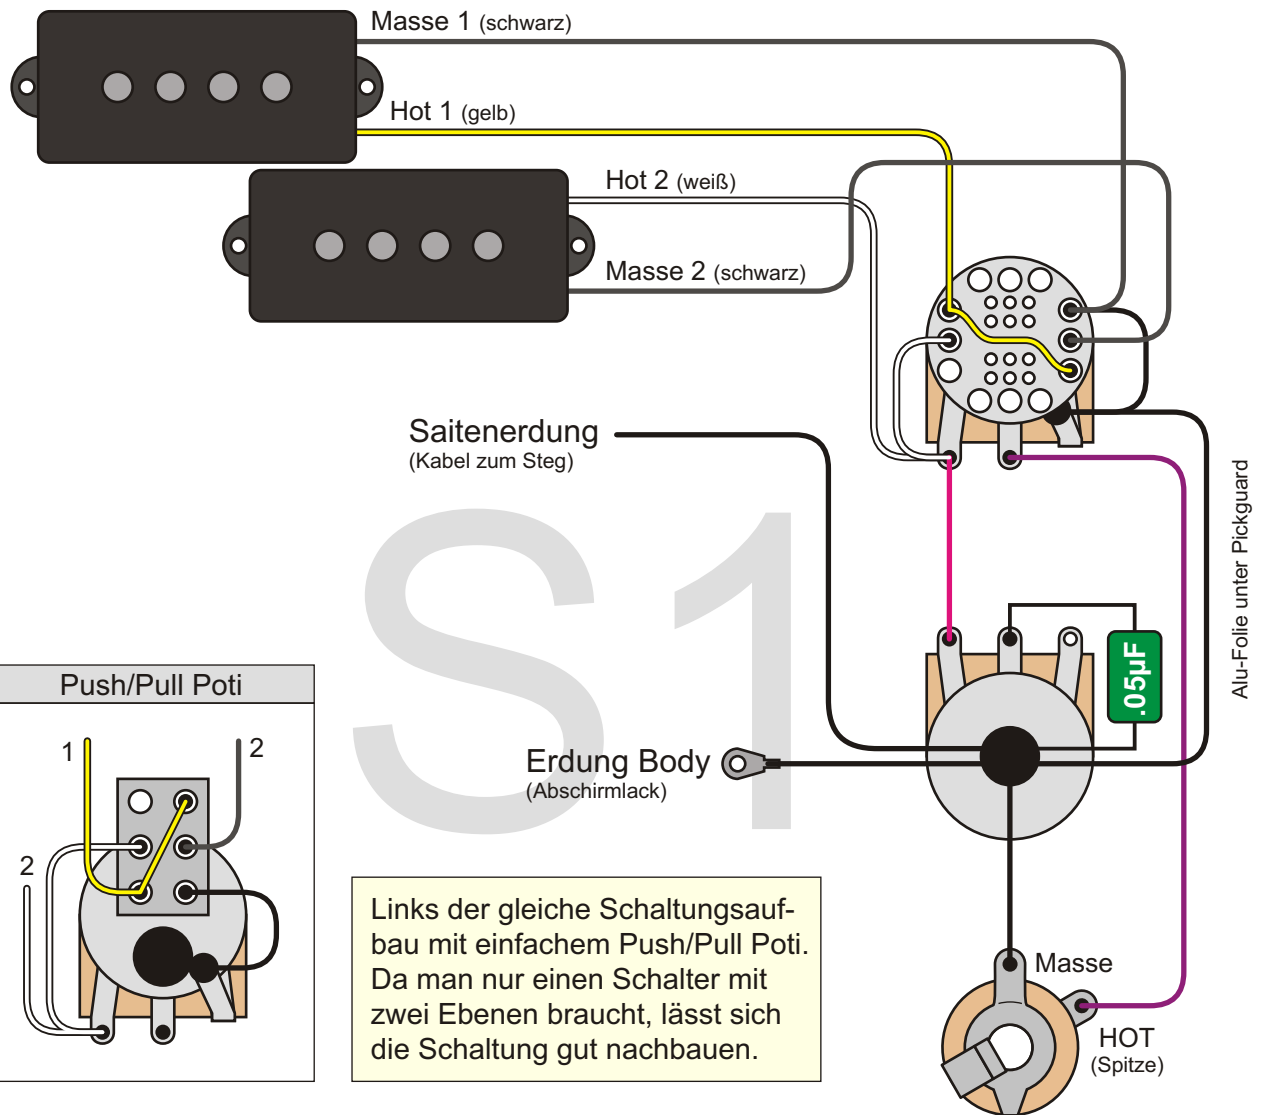 Masse 1 (schwarz)
Hot 1 (gelb)
Hot 2 (weiß)
Masse 2 (schwarz)
Saitenerdung
(Kabel zum Steg)
Alu-Folie unter Pickguard
S1
.05µF
Erdung Body
(Abschirmlack)
Push/Pull Poti
1
2
2
Links der gleiche Schaltungsauf-
bau mit einfachem Push/Pull Poti.
Da man nur einen Schalter mit
zwei Ebenen braucht, lässt sich
die Schaltung gut nachbauen.
Masse
HOT
(Spitze)